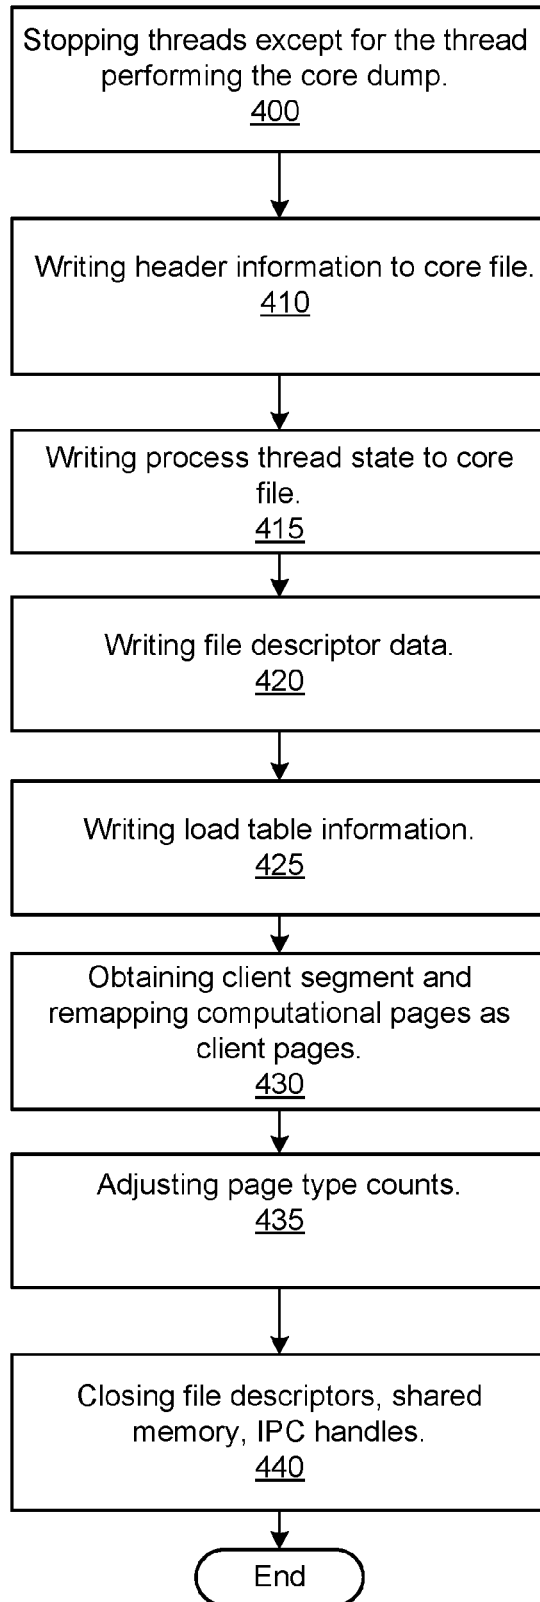 Stopping threads except for the thread
performing the core dump.
400
Writing header information to core file.
410
Writing process thread state to core
file.
415
Writing file descriptor data.
420
Writing load table information.
425
Obtaining client segment and
remapping computational pages as
client pages.
430
Adjusting page type counts.
435
Closing file descriptors, shared
memory, IPC handles.
440
End